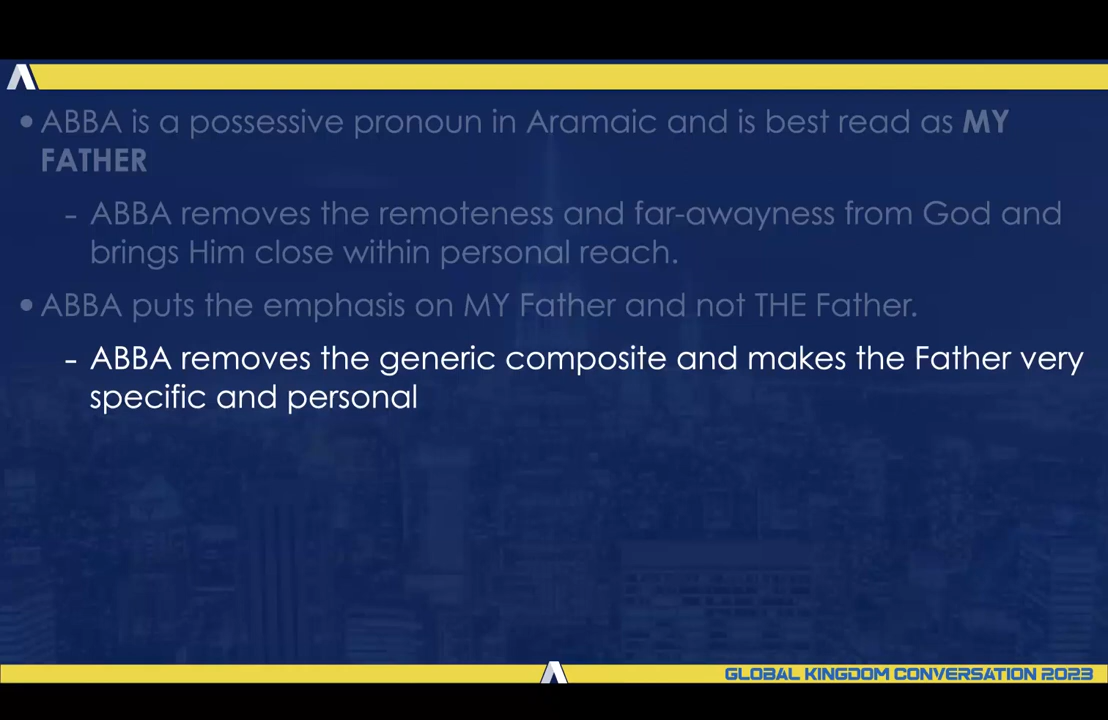 • ABBA is a possessive pronoun in Aramaic and is best read as MY
FATHER
- ABBA removes the remoteness and far-awayness from God and
brings Him close within personal reach.
• ABBA puts the emphasis on MY Father and not THE Father.
- ABBA removes the generic composite and makes the Father very
specific and personal
GLOBAL KINGDOM CONVERSATION 2023